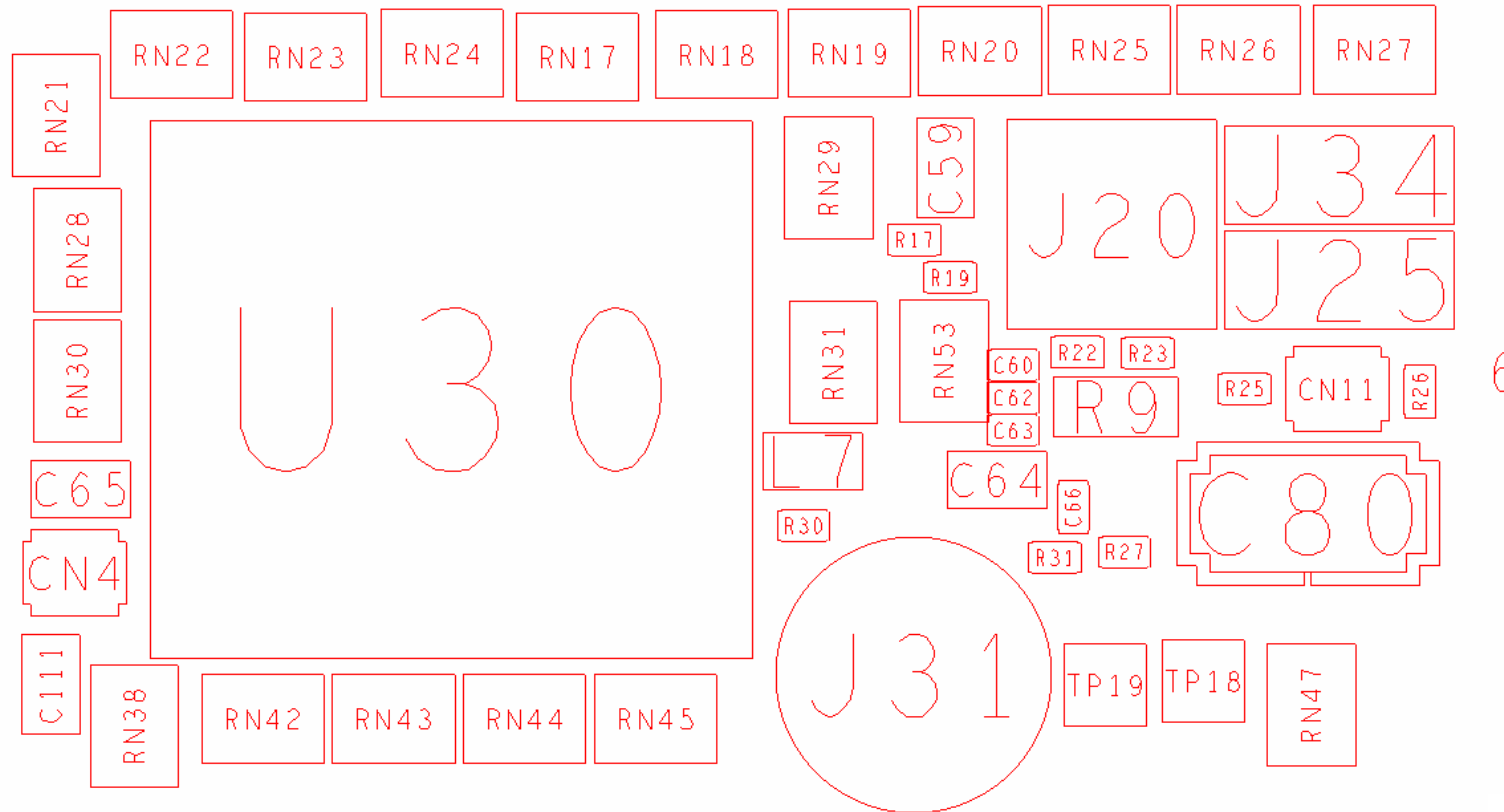 RN22 RN23 RN24 RN17 RN18 RN19 RN20 RN25 RN26 RN27
RN21
RN29
C59
J34
RN28
U30
J20
R17
J25
R19
RN30
RN31
RN53
C60
R22
R23
CN11
R25
R26
6
C62
R9
C63
L7
C65
C64
C66
C80
R30
R31
R27
CN4
J31
C111
RN38
RN42 RN43 RN44 RN45
TP19
TP18
RN47